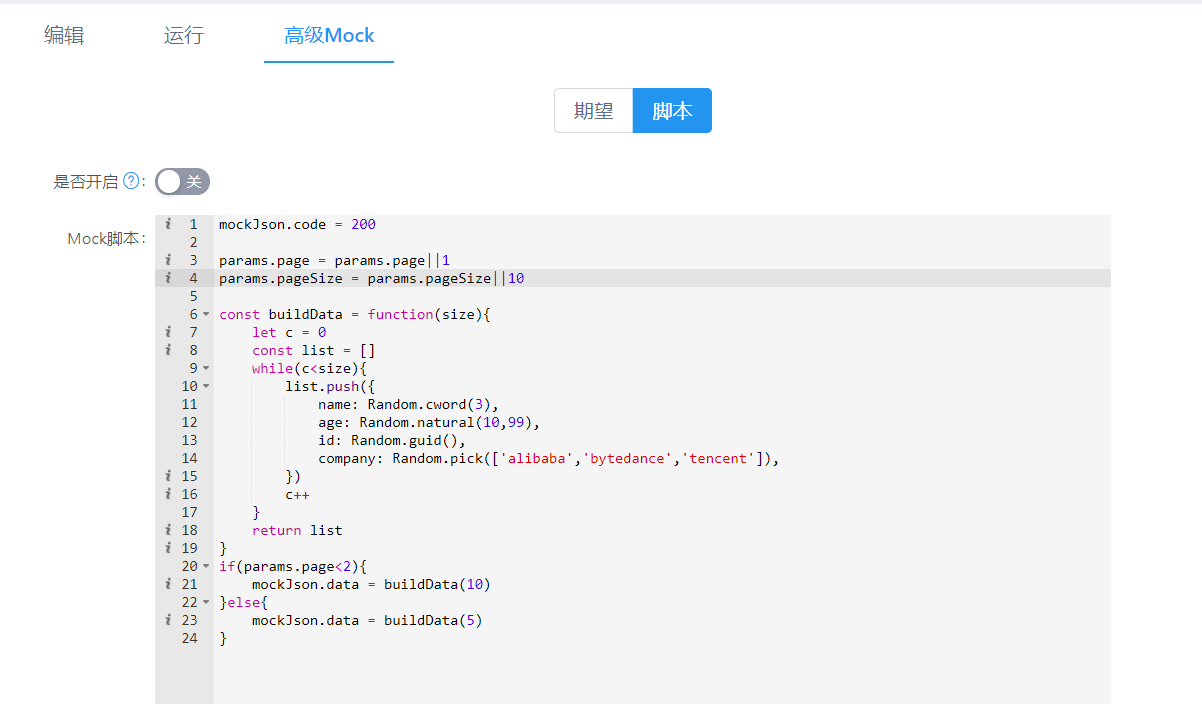 编辑 运行 高级Mock
期望 脚本
是否开启 ? : 关
Mock脚本:
i 1 mockJson.code = 200
2
i 3 params.page = params.page||1
i 4 params.pageSize = params.pageSize||10
5
6 const buildData = function(size){
i 7     let c = 0
i 8     const list = []
9     while(c<size){
10         list.push({
11             name: Random.cword(3),
12             age: Random.natural(10,99),
13             id: Random.guid(),
14             company: Random.pick(['alibaba','bytedance','tencent']),
i 15         })
i 16         c++
17     }
i 18     return list
i 19 }
20 if(params.page<2){
i 21     mockJson.data = buildData(10)
22 }else{
i 23     mockJson.data = buildData(5)
24 }